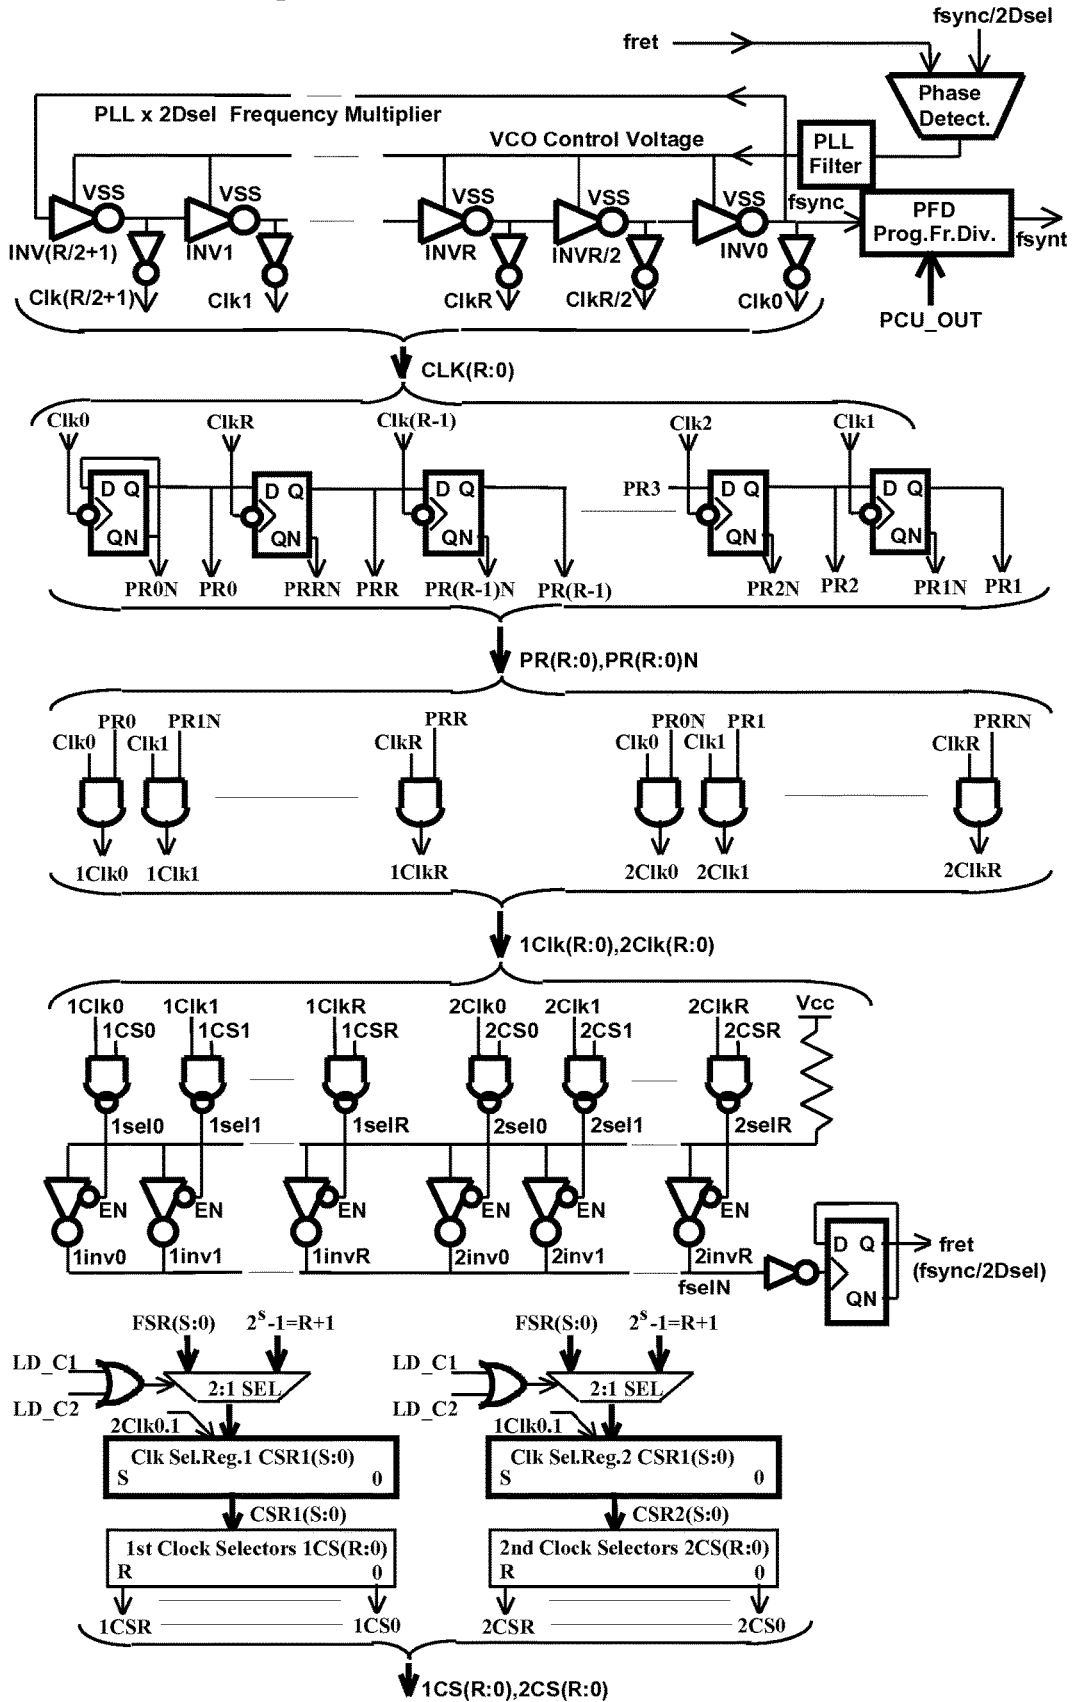 fsync/2Dsel
fret
Phase
Detect.
PLL x 2Dsel Frequency Multiplier
VCO Control Voltage
PLL
Filter
VSS VSS VSS VSS VSS
fsync
PFD
Prog.Fr.Div.
fsynt
INV(R/2+1) INV1 INVR INVR/2 INV0
Clk(R/2+1) Clk1 ClkR ClkR/2 Clk0
PCU_OUT
CLK(R:0)
Clk0 ClkR Clk(R-1) Clk2 Clk1
D Q D Q D Q PR3 D Q D Q
QN QN QN QN QN
PR0N PR0 PRRN PRR PR(R-1)N PR(R-1) PR2N PR2 PR1N PR1
PR(R:0),PR(R:0)N
PR0 PR1N PRR PR0N PR1 PRRN
Clk0 Clk1 ClkR Clk0 Clk1 ClkR
1Clk0 1Clk1 1ClkR 2Clk0 2Clk1 2ClkR
1Clk(R:0),2Clk(R:0)
1Clk0 1Clk1 1ClkR 2Clk0 2Clk1 2ClkR Vcc
1CS0 1CS1 1CSR 2CS0 2CS1 2CSR
1sel0 1sel1 1selR 2sel0 2sel1 2selR
EN EN EN EN EN EN
1inv0 1inv1 1invR 2inv0 2inv1 2invR
D Q
QN
fret
(fsync/2Dsel)
fselN
FSR(S:0) 2s-1=R+1 FSR(S:0) 2s-1=R+1
LD_C1 LD_C1
2:1 SEL 2:1 SEL
LD_C2 LD_C2
2Clk0.1 1Clk0.1
Clk Sel.Reg.1 CSR1(S:0) Clk Sel.Reg.2 CSR1(S:0)
S 0 S 0
CSR1(S:0) CSR2(S:0)
1st Clock Selectors 1CS(R:0) 2nd Clock Selectors 2CS(R:0)
R 0 R 0
1CSR 1CS0 2CSR 2CS0
1CS(R:0),2CS(R:0)